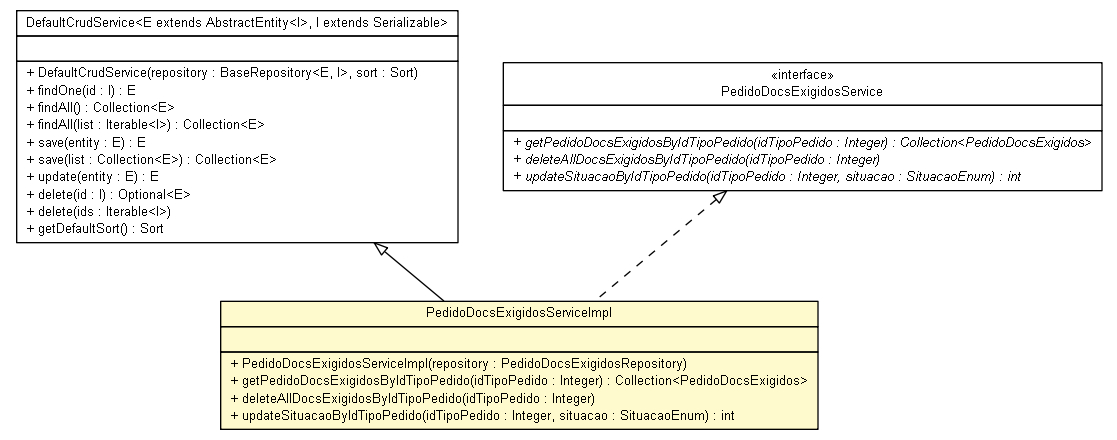 DefaultCrudService<E extends AbstractEntity<I>, I extends Serializable>
+ DefaultCrudService(repository : BaseRepository<E, I>, sort : Sort)
+ findOne(id : I) : E
+ findAll() : Collection<E>
+ findAll(list : Iterable<I>) : Collection<E>
+ save(entity : E) : E
+ save(list : Collection<E>) : Collection<E>
+ update(entity : E) : E
+ delete(id : I) : Optional<E>
+ delete(ids : Iterable<I>)
+ getDefaultSort() : Sort
«interface»
PedidoDocsExigidosService
+ getPedidoDocsExigidosByIdTipoPedido(idTipoPedido : Integer) : Collection<PedidoDocsExigidos>
+ deleteAllDocsExigidosByIdTipoPedido(idTipoPedido : Integer)
+ updateSituacaoByIdTipoPedido(idTipoPedido : Integer, situacao : SituacaoEnum) : int
PedidoDocsExigidosServiceImpl
+ PedidoDocsExigidosServiceImpl(repository : PedidoDocsExigidosRepository)
+ getPedidoDocsExigidosByIdTipoPedido(idTipoPedido : Integer) : Collection<PedidoDocsExigidos>
+ deleteAllDocsExigidosByIdTipoPedido(idTipoPedido : Integer)
+ updateSituacaoByIdTipoPedido(idTipoPedido : Integer, situacao : SituacaoEnum) : int